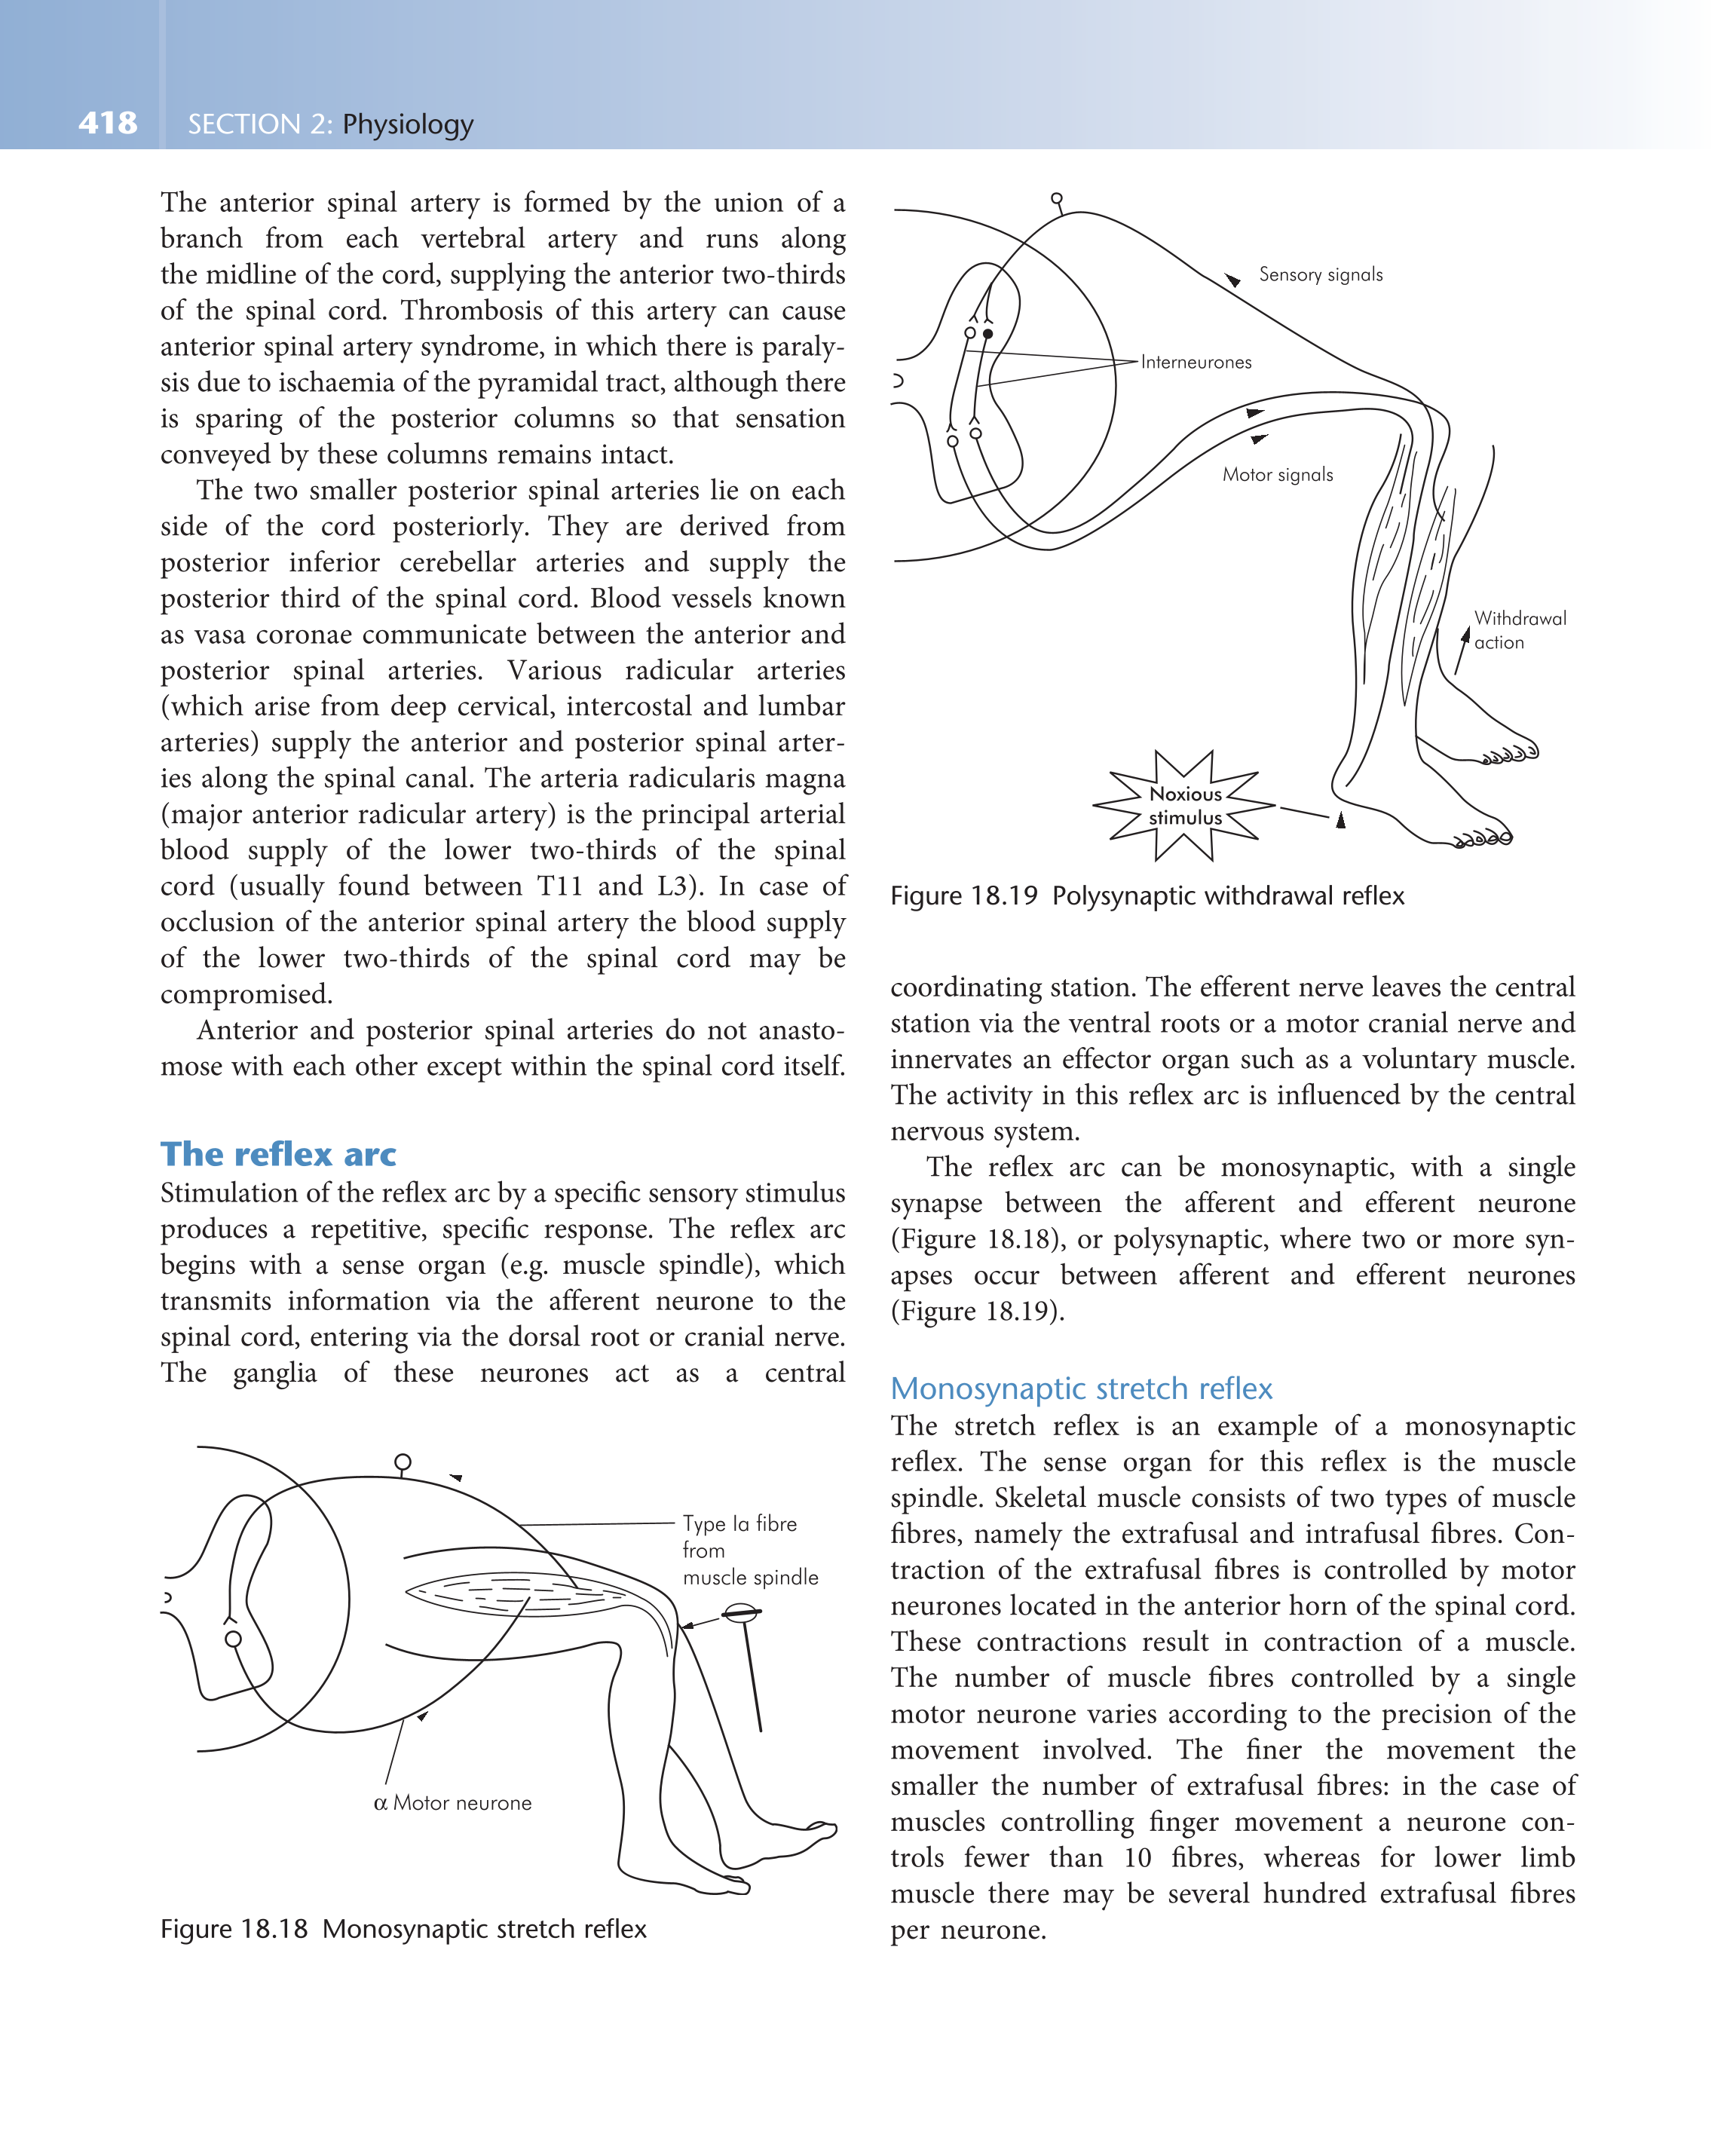 418 SECTION 2: Physiology
The anterior spinal artery is formed by the union of a
branch from each vertebral artery and runs along
the midline of the cord, supplying the anterior two-thirds
of the spinal cord. Thrombosis of this artery can cause
anterior spinal artery syndrome, in which there is paraly-
sis due to ischaemia of the pyramidal tract, although there
is sparing of the posterior columns so that sensation
conveyed by these columns remains intact.
The two smaller posterior spinal arteries lie on each
side of the cord posteriorly. They are derived from
posterior inferior cerebellar arteries and supply the
posterior third of the spinal cord. Blood vessels known
as vasa coronae communicate between the anterior and
posterior spinal arteries. Various radicular arteries
(which arise from deep cervical, intercostal and lumbar
arteries) supply the anterior and posterior spinal arter-
ies along the spinal canal. The arteria radicularis magna
(major anterior radicular artery) is the principal arterial
blood supply of the lower two-thirds of the spinal
cord (usually found between T11 and L3). In case of
occlusion of the anterior spinal artery the blood supply
of the lower two-thirds of the spinal cord may be
compromised.
Anterior and posterior spinal arteries do not anasto-
mose with each other except within the spinal cord itself.
The reflex arc
Stimulation of the reflex arc by a specific sensory stimulus
produces a repetitive, specific response. The reflex arc
begins with a sense organ (e.g. muscle spindle), which
transmits information via the afferent neurone to the
spinal cord, entering via the dorsal root or cranial nerve.
The ganglia of these neurones act as a central
Type Ia fibre
from
muscle spindle
α Motor neurone
Figure 18.18 Monosynaptic stretch reflex
Sensory signals
Interneurones
Motor signals
Withdrawal
action
Noxious
stimulus
Figure 18.19 Polysynaptic withdrawal reflex
coordinating station. The efferent nerve leaves the central
station via the ventral roots or a motor cranial nerve and
innervates an effector organ such as a voluntary muscle.
The activity in this reflex arc is influenced by the central
nervous system.
The reflex arc can be monosynaptic, with a single
synapse between the afferent and efferent neurone
(Figure 18.18), or polysynaptic, where two or more syn-
apses occur between afferent and efferent neurones
(Figure 18.19).
Monosynaptic stretch reflex
The stretch reflex is an example of a monosynaptic
reflex. The sense organ for this reflex is the muscle
spindle. Skeletal muscle consists of two types of muscle
fibres, namely the extrafusal and intrafusal fibres. Con-
traction of the extrafusal fibres is controlled by motor
neurones located in the anterior horn of the spinal cord.
These contractions result in contraction of a muscle.
The number of muscle fibres controlled by a single
motor neurone varies according to the precision of the
movement involved. The finer the movement the
smaller the number of extrafusal fibres: in the case of
muscles controlling finger movement a neurone con-
trols fewer than 10 fibres, whereas for lower limb
muscle there may be several hundred extrafusal fibres
per neurone.